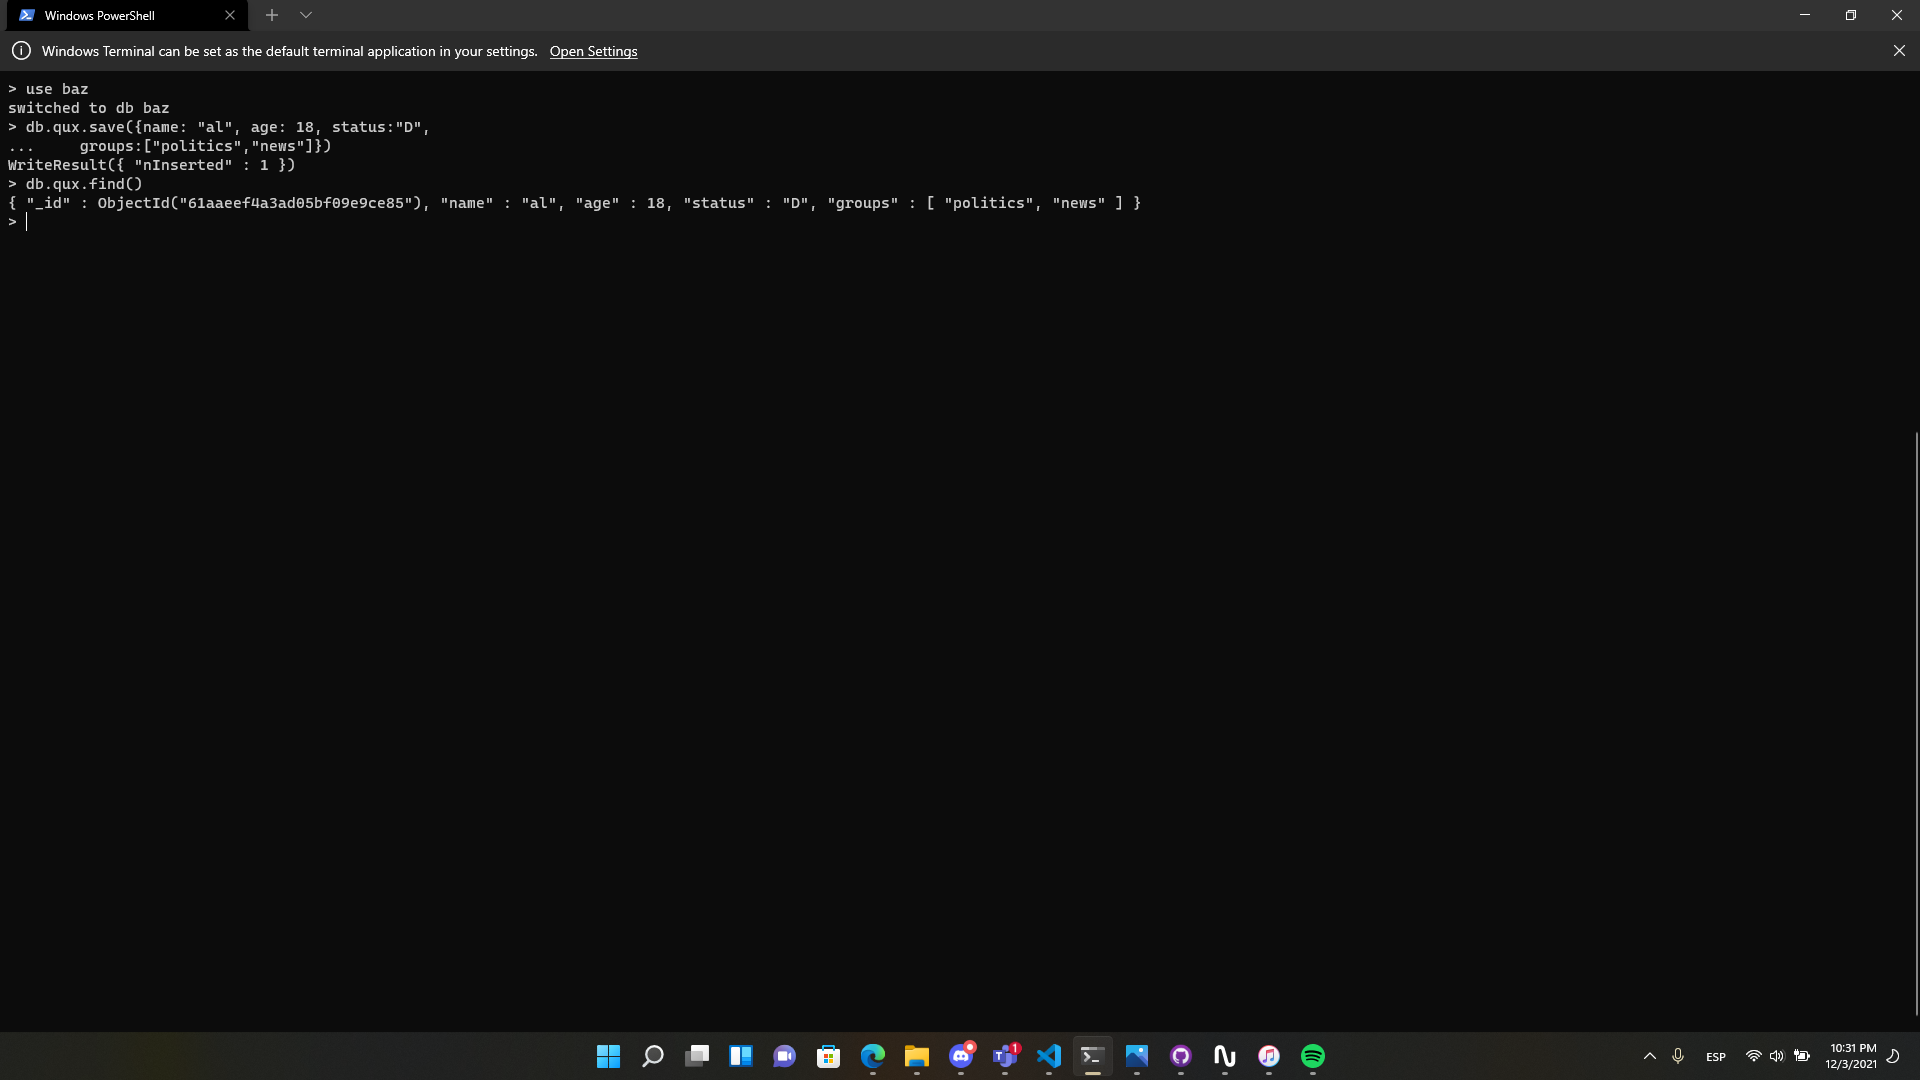 Windows PowerShell
Windows Terminal can be set as the default terminal application in your settings. Open Settings
> use baz
switched to db baz
> db.qux.save({name: "al", age: 18, status:"D",
...     groups:["politics","news"]})
WriteResult({ "nInserted" : 1 })
> db.qux.find()
{ "_id" : ObjectId("61aaeef4a3ad05bf09e9ce85"), "name" : "al", "age" : 18, "status" : "D", "groups" : [ "politics", "news" ] }
>
1
ESP
10:31 PM
12/3/2021